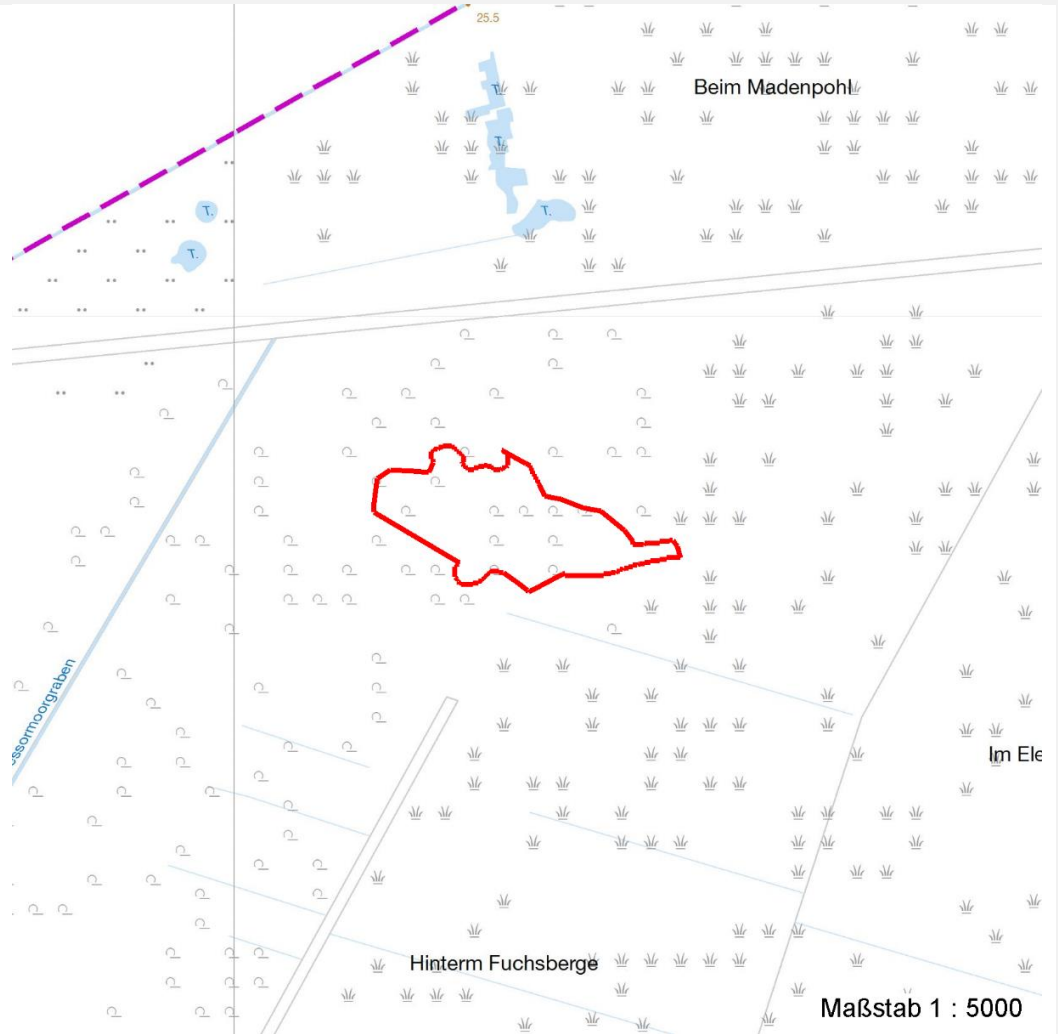 25.5
Beim Madenpohl
T.
T.
T.
T.
T.
essormoorgraben
Im Ele
Hinterm Fuchsberge
Maßstab 1 : 5000